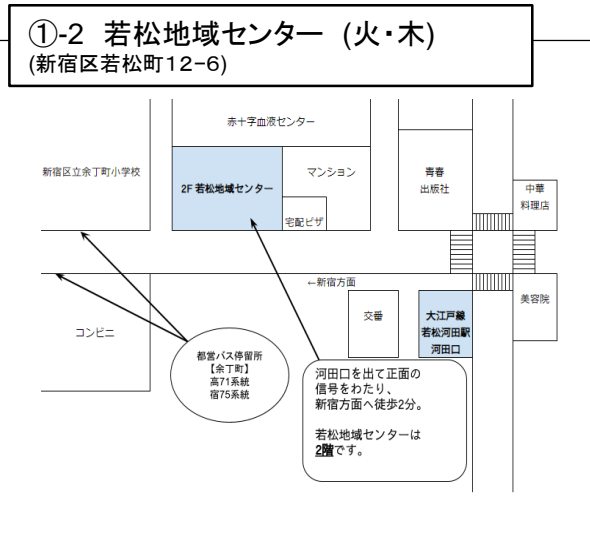 ①-2 若松地域センター (火・木)
(新宿区若松町12-6)
赤十字血液センター
新宿区立余丁町小学校
2F 若松地域センター
マンション
宅配ピザ
青春
出版社
中華
料理店
←新宿方面
美容院
コンビニ
交番
大江戸線
若松河田駅
河田口
都営バス停留所
【余丁町】
高71系統
宿75系統
河田口を出て正面の
信号をわたり、
新宿方面へ徒歩2分。
若松地域センターは
2階です。